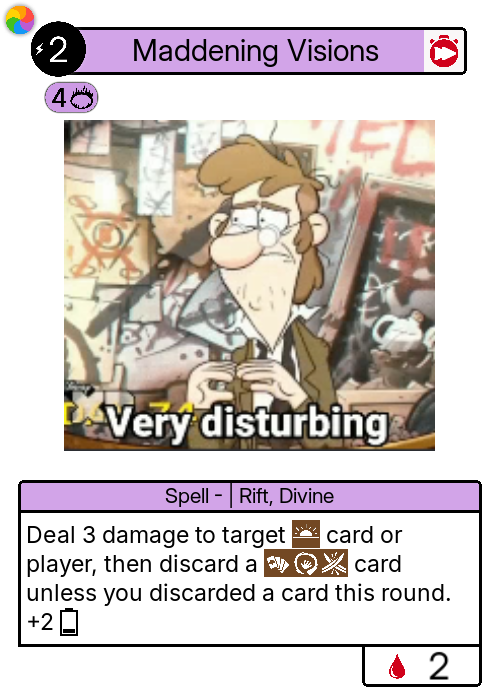 2
Maddening Visions
4
Very disturbing
Spell - | Rift, Divine
Deal 3 damage to target card or
player, then discard a card
unless you discarded a card this round.
+2
2